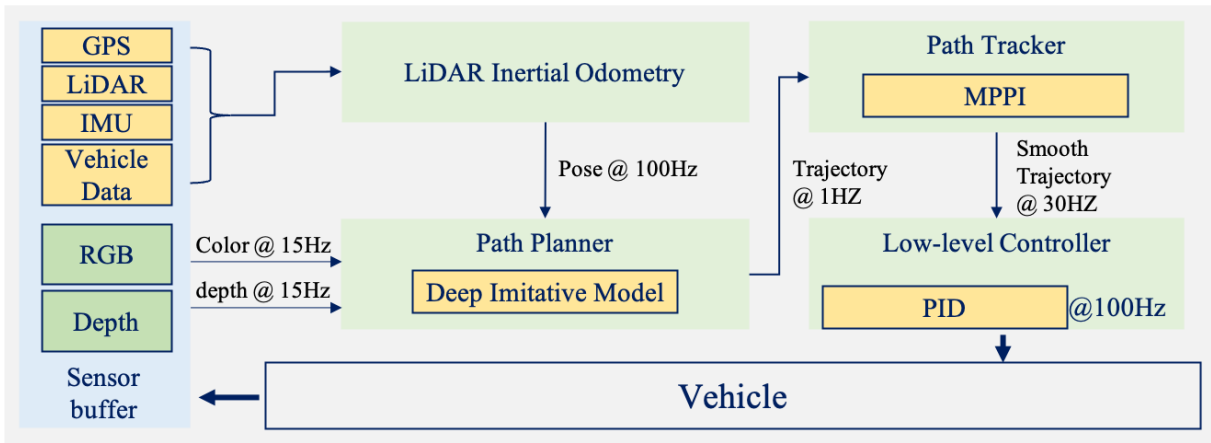 GPS
LiDAR
IMU
Vehicle
Data
RGB
Depth
Sensor
buffer
LiDAR Inertial Odometry
Pose @ 100Hz
Color @ 15Hz
depth @ 15Hz
Path Planner
Deep Imitative Model
Trajectory
@ 1HZ
Path Tracker
MPPI
Smooth
Trajectory
@ 30HZ
Low-level Controller
PID
@100Hz
Vehicle